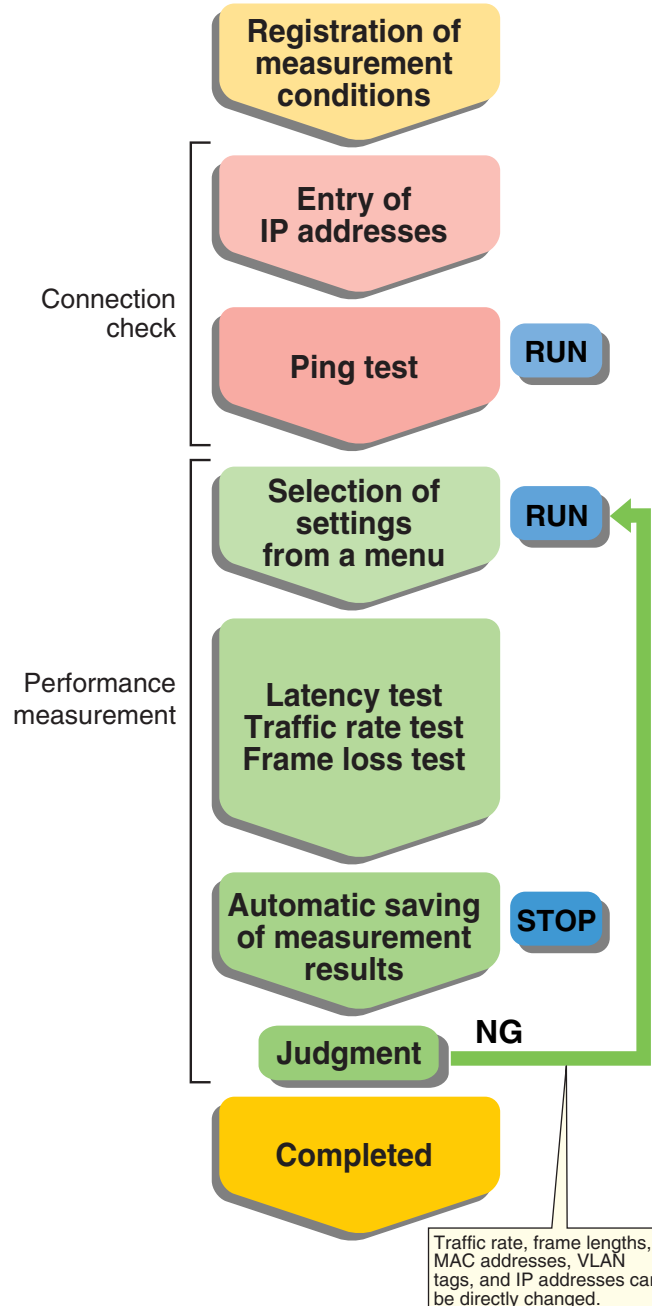 Registration of
measurement
conditions
Entry of
IP addresses
Connection
check
Ping test
RUN
Selection of
settings
from a menu
RUN
Performance
measurement
Latency test
Traffic rate test
Frame loss test
Automatic saving
of measurement
results
STOP
Judgment
NG
Completed
Traffic rate, frame lengths,
MAC addresses, VLAN
tags, and IP addresses can
be directly changed.